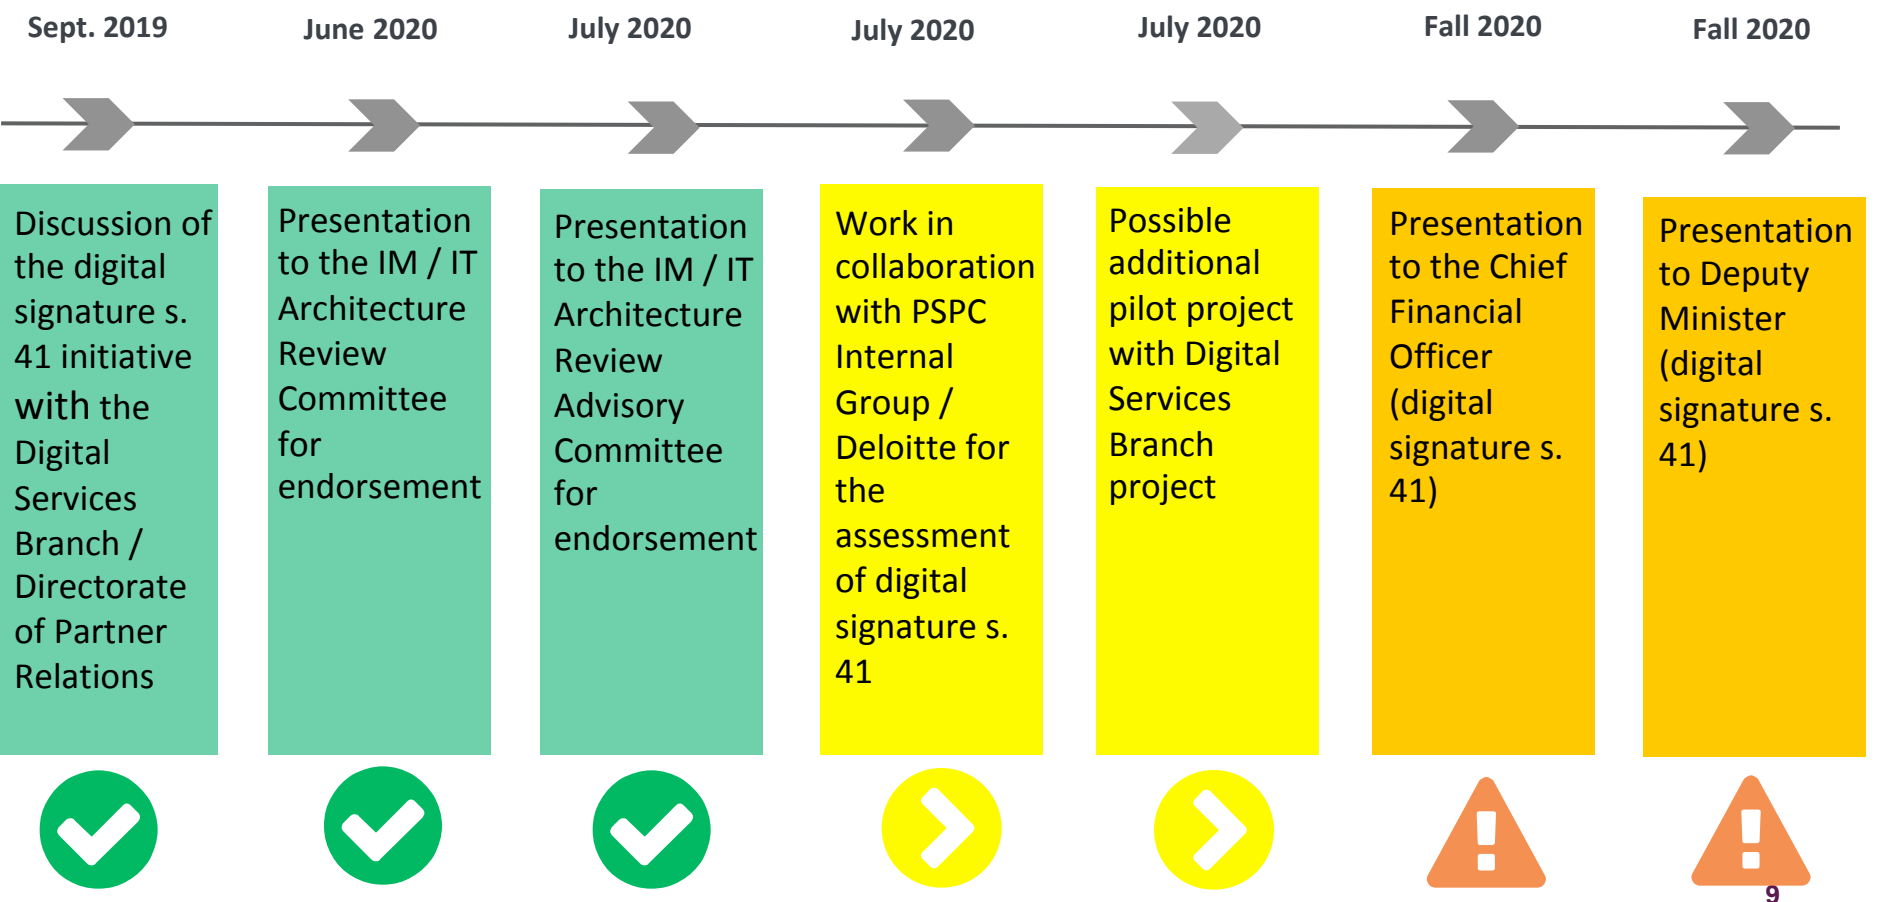 Sept. 2019
June 2020
July 2020
July 2020
July 2020
Fall 2020
Fall 2020
Discussion of
the digital
signature s.
41 initiative
with the
Digital
Services
Branch /
Directorate
of Partner
Relations
Presentation
to the IM / IT
Architecture
Review
Committee
for
endorsement
Presentation
to the IM / IT
Architecture
Review
Advisory
Committee
for
endorsement
Work in
collaboration
with PSPC
Internal
Group /
Deloitte for
the
assessment
of digital
signature s.
41
Possible
additional
pilot project
with Digital
Services
Branch
project
Presentation
to the Chief
Financial
Officer
(digital
signature s.
41)
Presentation
to Deputy
Minister
(digital
signature s.
41)
9